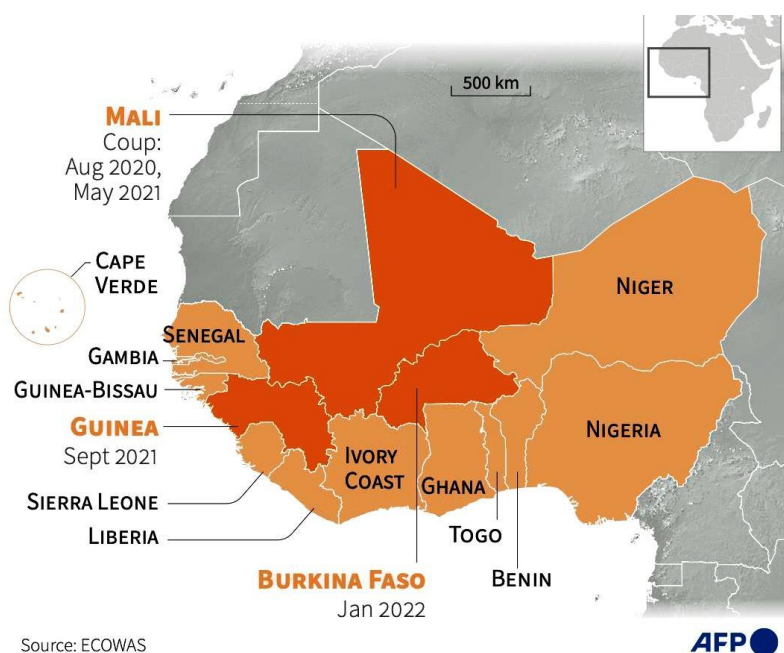 500 km
MALI
Coup:
Aug 2020,
May 2021
CAPE
VERDE
NIGER
SENEGAL
GAMBIA
GUINEA-BISSAU
GUINEA
Sept 2021
NIGERIA
IVORY
COAST
GHANA
SIERRA LEONE
LIBERIA
TOGO
BENIN
BURKINA FASO
Jan 2022
Source: ECOWAS
AFP